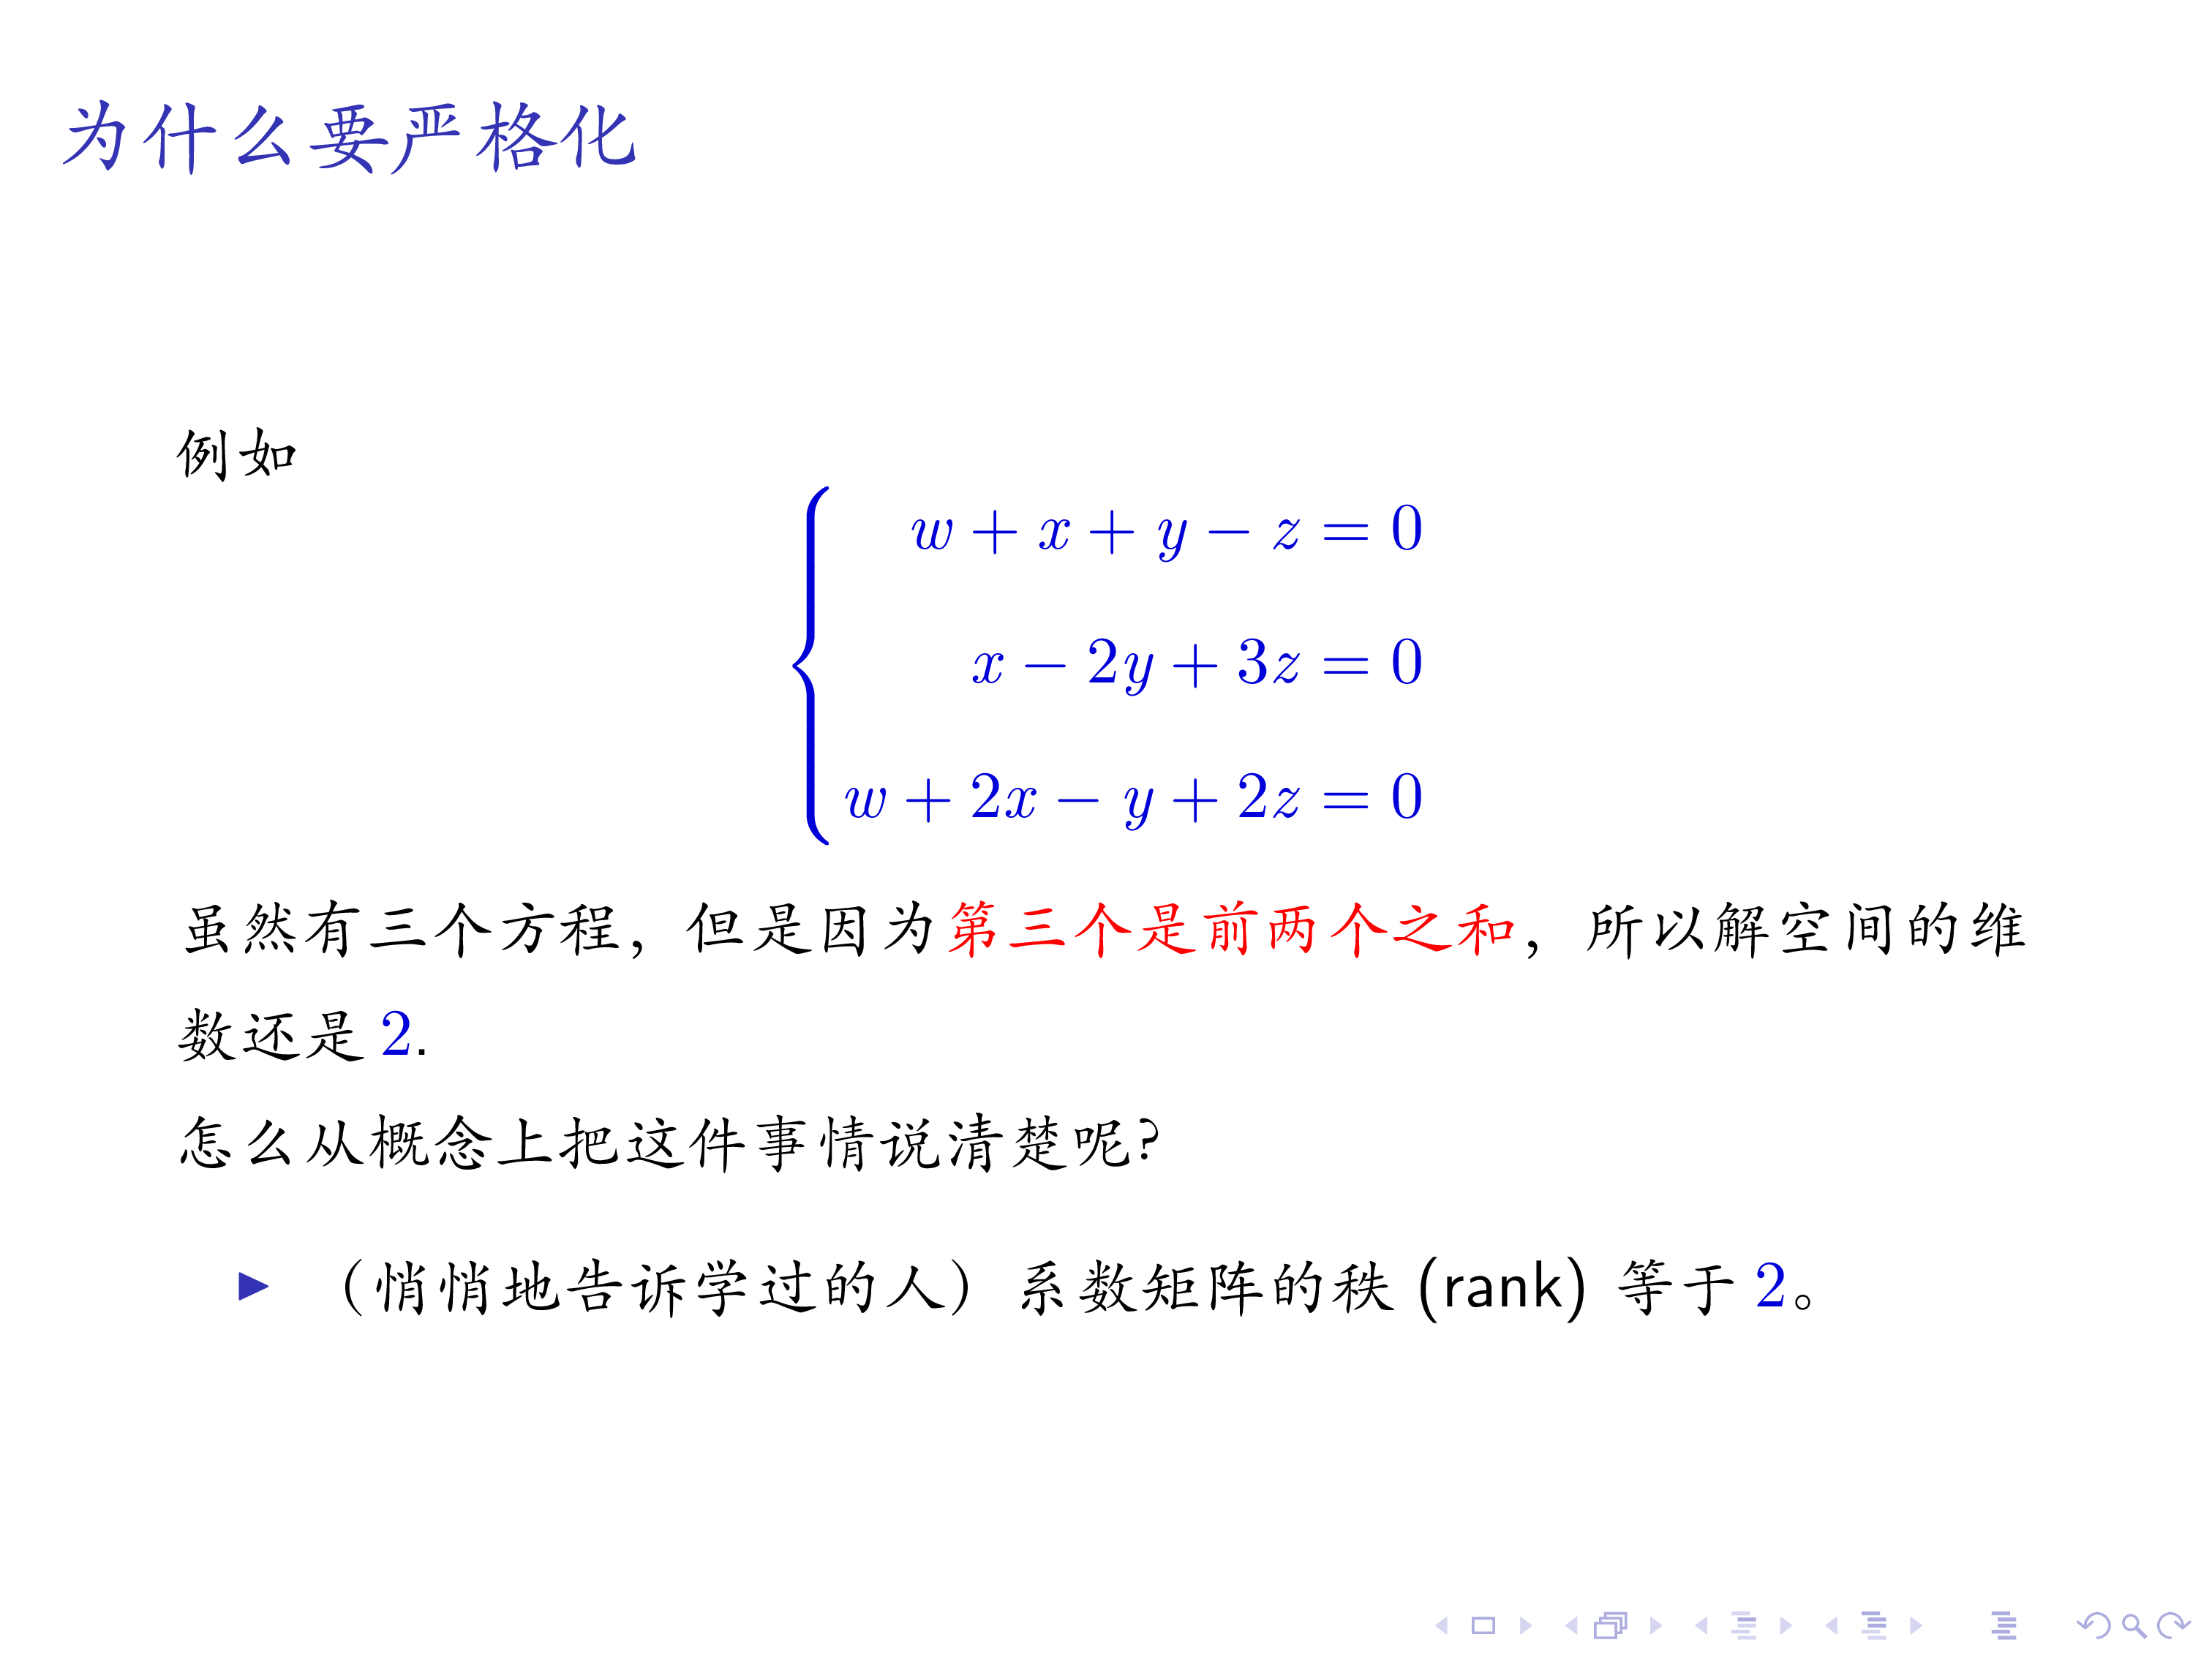 为什么要严格化
例如
w + x + y − z = 0
x − 2y + 3z = 0
w + 2x − y + 2z = 0
虽然有三个方程，但是因为第三个是前两个之和，所以解空间的维
数还是 2.
怎么从概念上把这件事情说清楚呢？
▶ （悄悄地告诉学过的人）系数矩阵的秩 (rank) 等于 2。